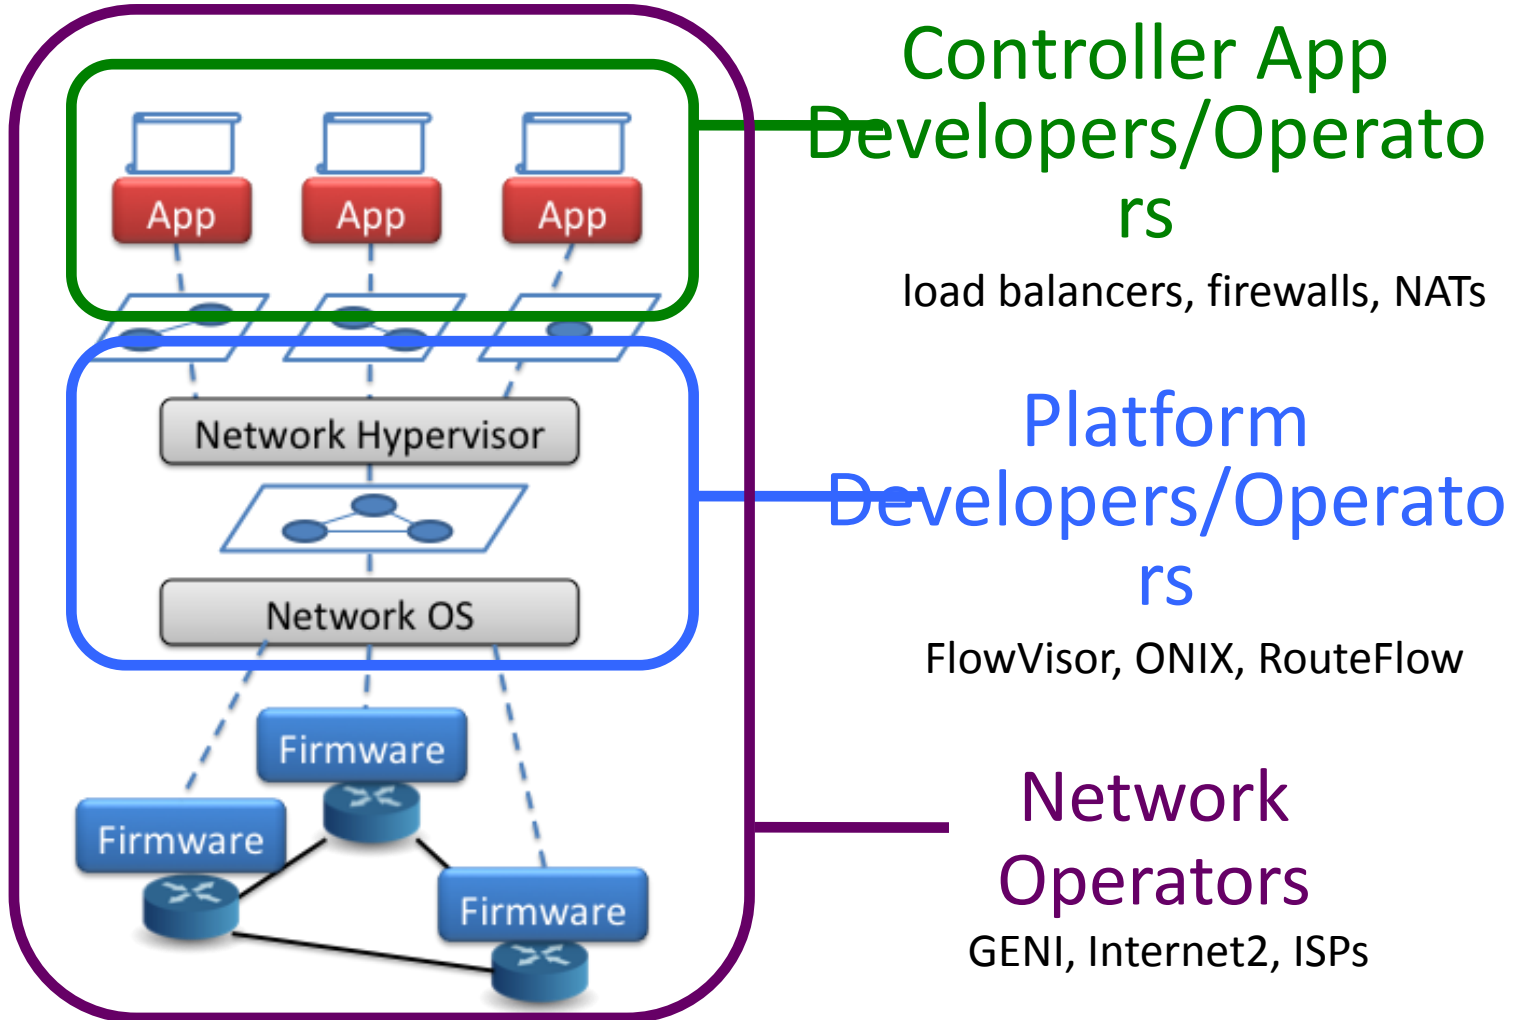 Controller App
Developers/Operato
rs
load balancers, firewalls, NATs
App
App
App
Platform
Developers/Operato
rs
FlowVisor, ONIX, RouteFlow
Network Hypervisor
Network OS
Network
Operators
GENI, Internet2, ISPs
Firmware
Firmware
Firmware